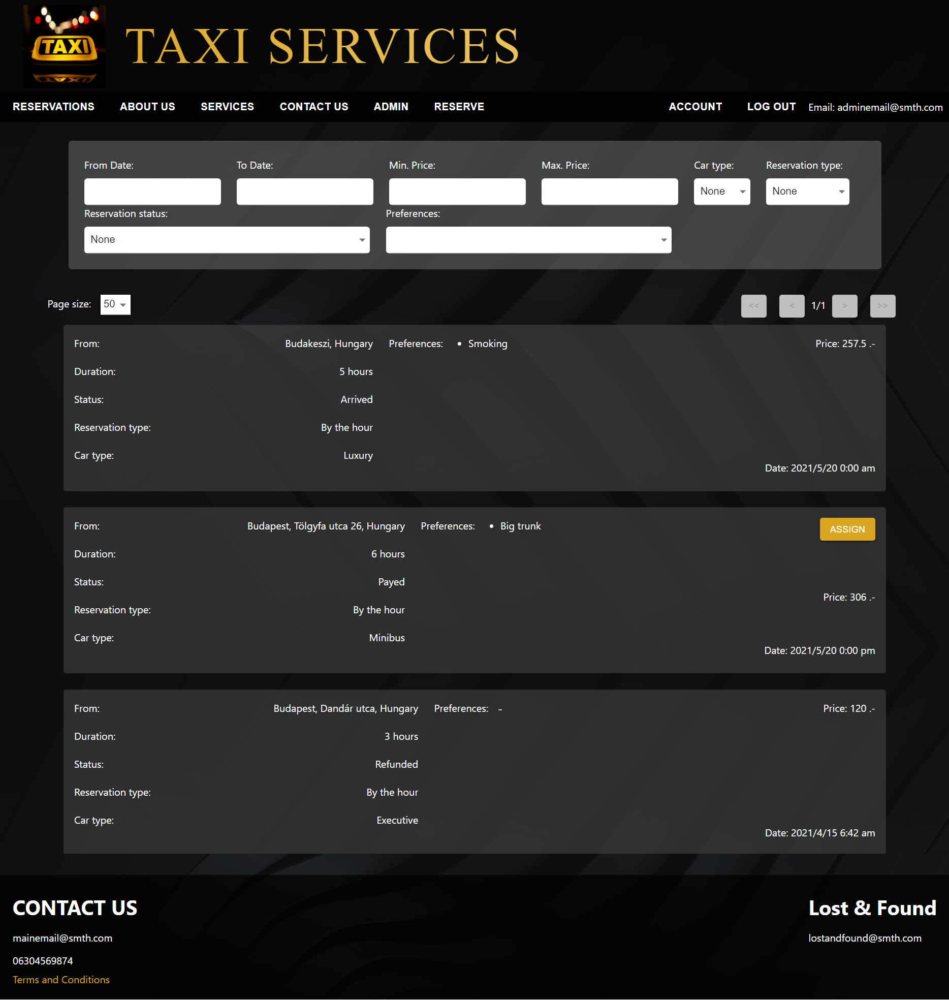 TAXI
TAXI SERVICES
RESERVATIONS ABOUT US SERVICES CONTACT US ADMIN RESERVE ACCOUNT LOG OUT Email: adminemail@smth.com
From Date: To Date: Min. Price: Max. Price: Car type: Reservation type:
None None
Reservation status: Preferences:
None
Page size: 50 << < 1/1 > >>
From: Budakeszi, Hungary Preferences: • Smoking Price: 257.5 .-
Duration: 5 hours
Status: Arrived
Reservation type: By the hour
Car type: Luxury
Date: 2021/5/20 0:00 am
From: Budapest, Tölgyfa utca 26, Hungary Preferences: • Big trunk ASSIGN
Duration: 6 hours
Status: Payed
Price: 306 .-
Reservation type: By the hour
Car type: Minibus
Date: 2021/5/20 0:00 pm
From: Budapest, Dandár utca, Hungary Preferences: - Price: 120 .-
Duration: 3 hours
Status: Refunded
Reservation type: By the hour
Car type: Executive
Date: 2021/4/15 6:42 am
CONTACT US Lost & Found
mainemail@smth.com lostandfound@smth.com
06304569874
Terms and Conditions